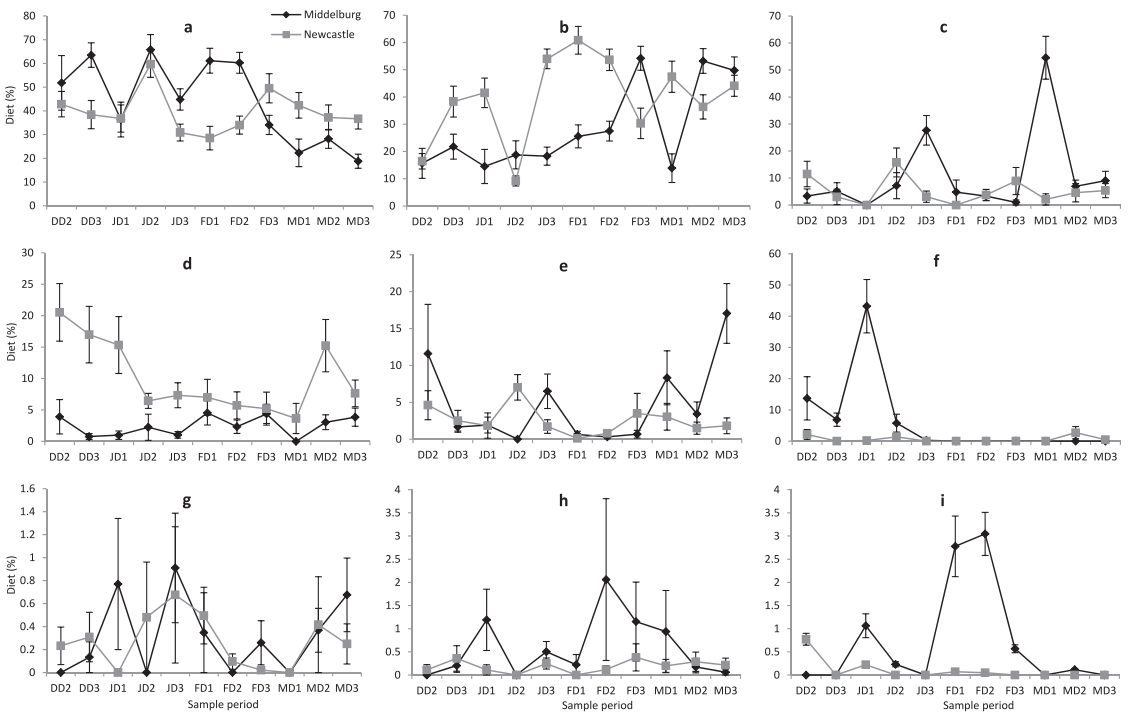 Middelburg
Newcastle
a
b
c
80
70
60
50
40
30
20
10
0
Diet (%)
DD2 DD3 JD1 JD2 JD3 FD1 FD2 FD3 MD1 MD2 MD3
70
60
50
40
30
20
10
0
DD2 DD3 JD1 JD2 JD3 FD1 FD2 FD3 MD1 MD2 MD3
70
60
50
40
30
20
10
0
DD2 DD3 JD1 JD2 JD3 FD1 FD2 FD3 MD1 MD2 MD3
d
e
f
30
25
20
15
10
5
0
Diet (%)
DD2 DD3 JD1 JD2 JD3 FD1 FD2 FD3 MD1 MD2 MD3
25
20
15
10
5
0
DD2 DD3 JD1 JD2 JD3 FD1 FD2 FD3 MD1 MD2 MD3
60
50
40
30
20
10
0
DD2 DD3 JD1 JD2 JD3 FD1 FD2 FD3 MD1 MD2 MD3
g
h
i
1.6
1.4
1.2
1
0.8
0.6
0.4
0.2
0
Diet (%)
DD2 DD3 JD1 JD2 JD3 FD1 FD2 FD3 MD1 MD2 MD3
Sample period
4
3.5
3
2.5
2
1.5
1
0.5
0
DD2 DD3 JD1 JD2 JD3 FD1 FD2 FD3 MD1 MD2 MD3
Sample period
4
3.5
3
2.5
2
1.5
1
0.5
0
DD2 DD3 JD1 JD2 JD3 FD1 FD2 FD3 MD1 MD2 MD3
Sample period